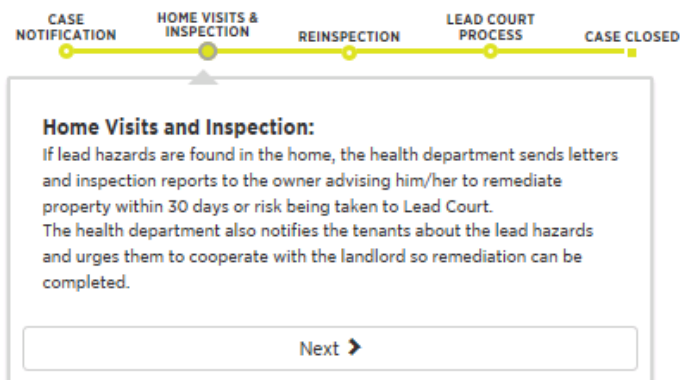 CASE
NOTIFICATION
HOME VISITS &
INSPECTION
REINSPECTION
LEAD COURT
PROCESS
CASE CLOSED
Home Visits and Inspection:
If lead hazards are found in the home, the health department sends letters
and inspection reports to the owner advising him/her to remediate
property within 30 days or risk being taken to Lead Court.
The health department also notifies the tenants about the lead hazards
and urges them to cooperate with the landlord so remediation can be
completed.
Next